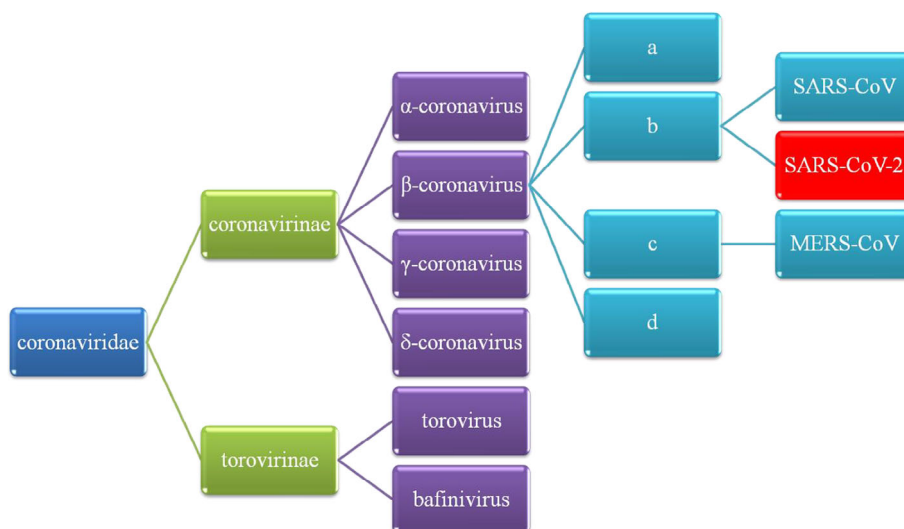 coronaviridae
coronavirinae
torovirinae
α-coronavirus
β-coronavirus
γ-coronavirus
δ-coronavirus
torovirus
bafinivirus
a
b
c
d
SARS-CoV
SARS-CoV-2
MERS-CoV